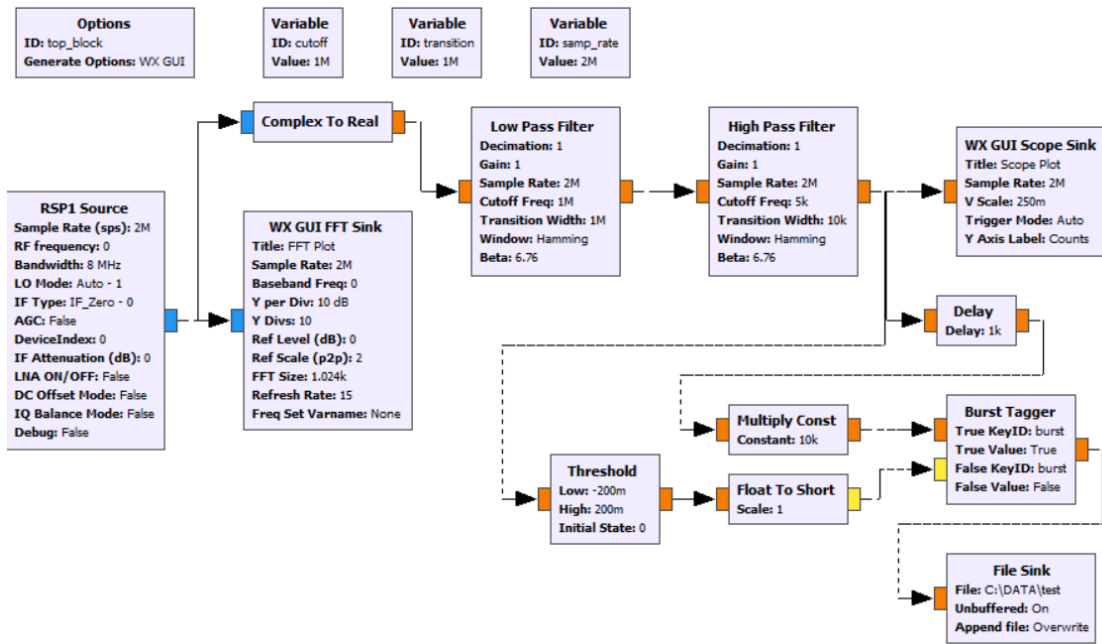 Options
ID: top_block
Generate Options: WX GUI
Variable
ID: cutoff
Value: 1M
Variable
ID: transition
Value: 1M
Variable
ID: samp_rate
Value: 2M
Complex To Real
Low Pass Filter
Decimation: 1
Gain: 1
Sample Rate: 2M
Cutoff Freq: 1M
Transition Width: 1M
Window: Hamming
Beta: 6.76
High Pass Filter
Decimation: 1
Gain: 1
Sample Rate: 2M
Cutoff Freq: 5k
Transition Width: 10k
Window: Hamming
Beta: 6.76
WX GUI Scope Sink
Title: Scope Plot
Sample Rate: 2M
V Scale: 250m
Trigger Mode: Auto
Y Axis Label: Counts
RSP1 Source
Sample Rate (sps): 2M
RF frequency: 0
Bandwidth: 8 MHz
LO Mode: Auto - 1
IF Type: IF_Zero - 0
AGC: False
DeviceIndex: 0
IF Attenuation (dB): 0
LNA ON/OFF: False
DC Offset Mode: False
IQ Balance Mode: False
Debug: False
WX GUI FFT Sink
Title: FFT Plot
Sample Rate: 2M
Baseband Freq: 0
Y per Div: 10 dB
Y Divs: 10
Ref Level (dB): 0
Ref Scale (p2p): 2
FFT Size: 1.024k
Refresh Rate: 15
Freq Set Varname: None
Delay
Delay: 1k
Multiply Const
Constant: 10k
Burst Tagger
True KeyID: burst
True Value: True
False KeyID: burst
False Value: False
Threshold
Low: -200m
High: 200m
Initial State: 0
Float To Short
Scale: 1
File Sink
File: C:\DATA\test
Unbuffered: On
Append file: Overwrite